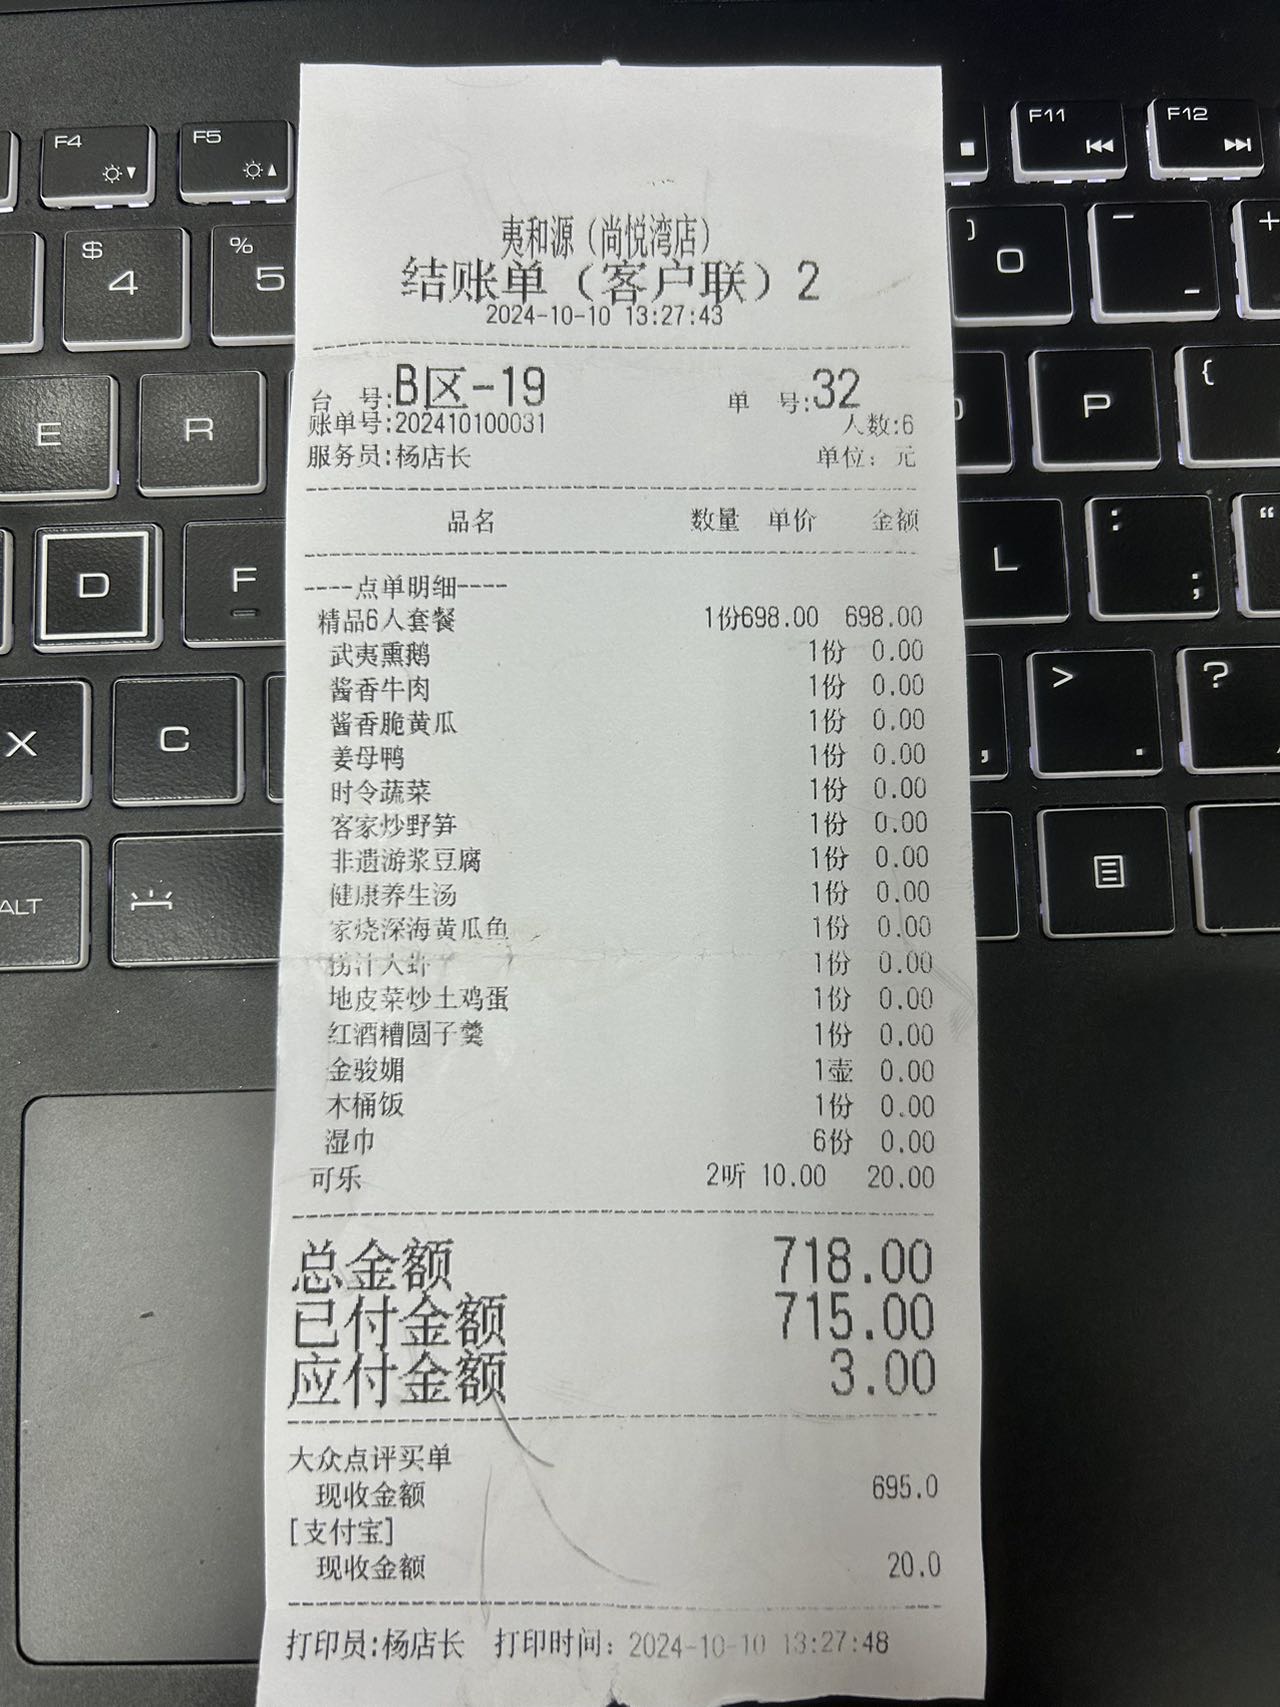 夷和源（尚悦湾店）
结账单（客户联）2
2024-10-10 13:27:43
台 号:B区-19 单 号:32
账单号:202410100031 人数:6
服务员:杨店长 单位：元
品名 数量 单价 金额
----点单明细----
精品6人套餐 1份698.00 698.00
武夷熏鹅 1份 0.00
酱香牛肉 1份 0.00
酱香脆黄瓜 1份 0.00
姜母鸭 1份 0.00
时令蔬菜 1份 0.00
客家炒野笋 1份 0.00
非遗游浆豆腐 1份 0.00
健康养生汤 1份 0.00
家烧深海黄瓜鱼 1份 0.00
捞汁大虾 1份 0.00
地皮菜炒土鸡蛋 1份 0.00
红酒糟圆子羹 1份 0.00
金骏媚 1壶 0.00
木桶饭 1份 0.00
湿巾 6份 0.00
可乐 2听 10.00 20.00
总金额 718.00
已付金额 715.00
应付金额 3.00
大众点评买单
现收金额 695.0
[支付宝]
现收金额 20.0
打印员:杨店长 打印时间：2024-10-10 13:27:48
F4
F5
F11
F12
$
4
%
5
)
0
E
R
P
{
D
F
L
:
;
X
C
>
.
?
ALT